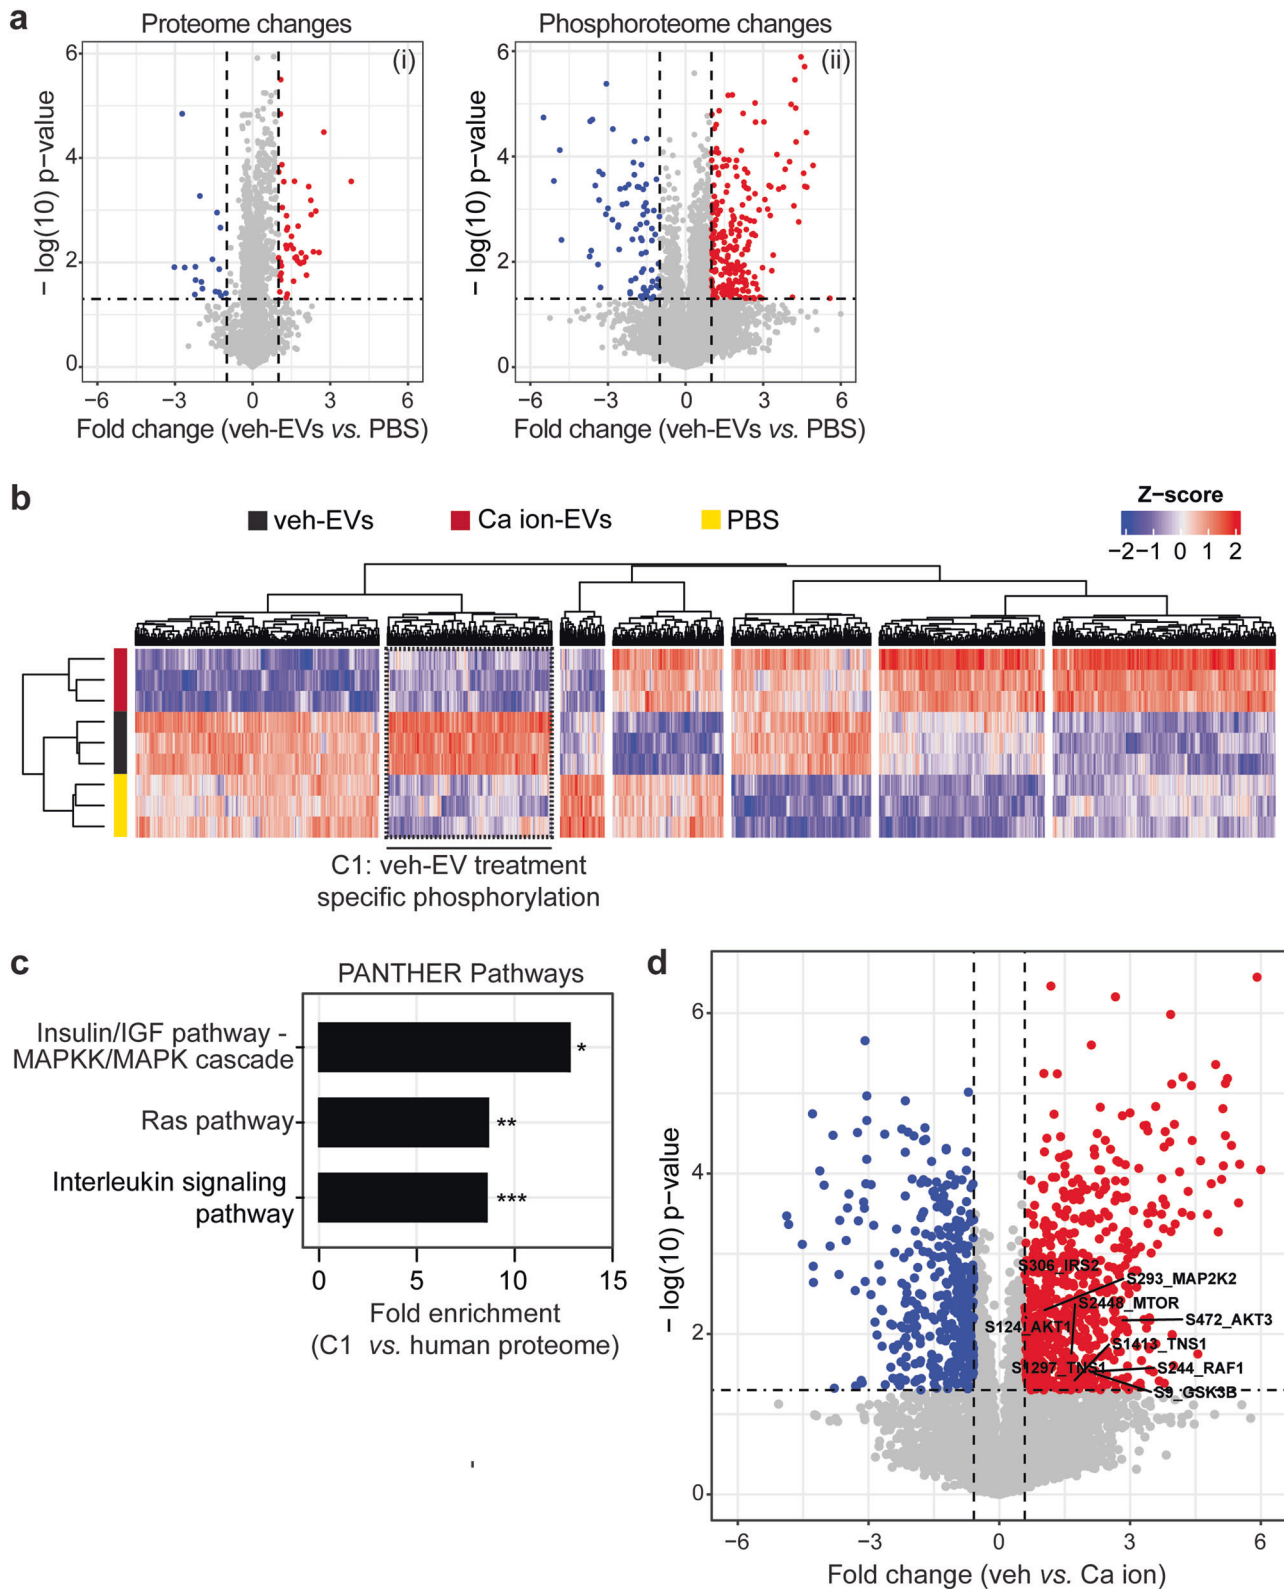 a
Proteome changes
Phosphoroteome changes
(i)
(ii)
− log(10) p−value
6
4
2
0
−6
−3
0
3
6
Fold change (veh-EVs vs. PBS)
− log(10) p−value
6
4
2
0
−6
−3
0
3
6
Fold change (veh-EVs vs. PBS)
b
veh-EVs
Ca ion-EVs
PBS
Z−score
−2 −1 0 1 2
C1: veh-EV treatment
specific phosphorylation
c
PANTHER Pathways
Insulin/IGF pathway -
MAPKK/MAPK cascade
*
Ras pathway
**
Interleukin signaling
pathway
***
0 5 10 15
Fold enrichment
(C1 vs. human proteome)
d
− log(10) p−value
6
4
2
0
S306_IRS2
S293_MAP2K2
S2448_MTOR
S472_AKT3
S124_AKT1
S1413_TNS1
S1297_TNS1
S244_RAF1
S9_GSK3B
−6
−3
0
3
6
Fold change (veh vs. Ca ion)